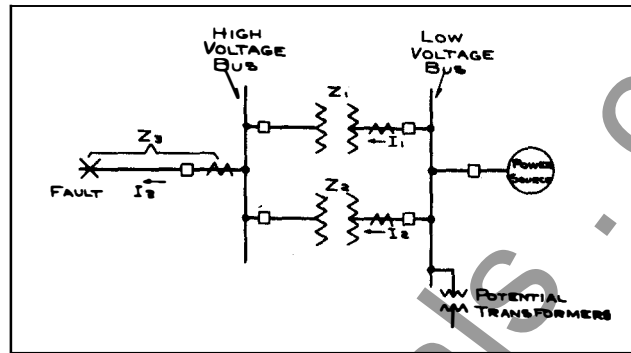 HIGH
VOLTAGE
BUS
LOW
VOLTAGE
BUS
Z₁
I₁
Z₃
FAULT
I₃
Z₂
I₂
POWER
SOURCE
POTENTIAL
TRANSFORMERS